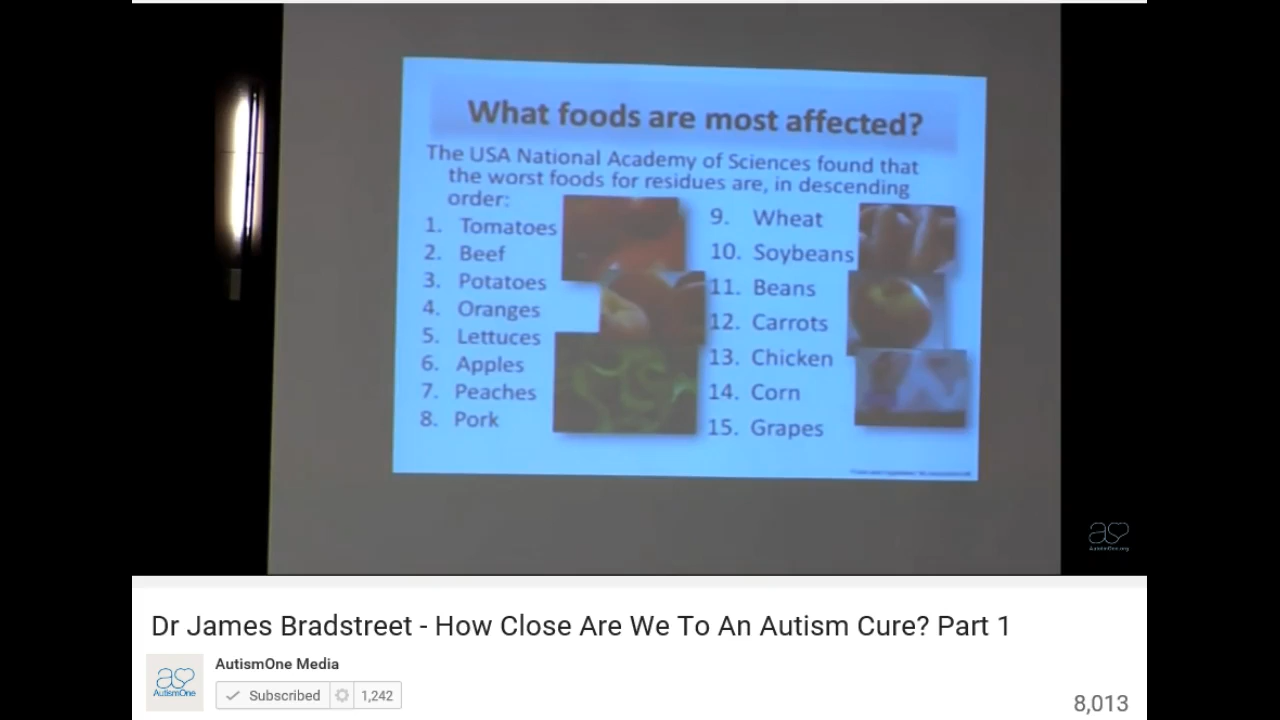 What foods are most affected?
The USA National Academy of Sciences found that
the worst foods for residues are, in descending
order:
1. Tomatoes
2. Beef
3. Potatoes
4. Oranges
5. Lettuces
6. Apples
7. Peaches
8. Pork
9. Wheat
10. Soybeans
11. Beans
12. Carrots
13. Chicken
14. Corn
15. Grapes
AutismOne.org
Dr James Bradstreet - How Close Are We To An Autism Cure? Part 1
AutismOne Media
AutismOne
Subscribed 1,242
8,013